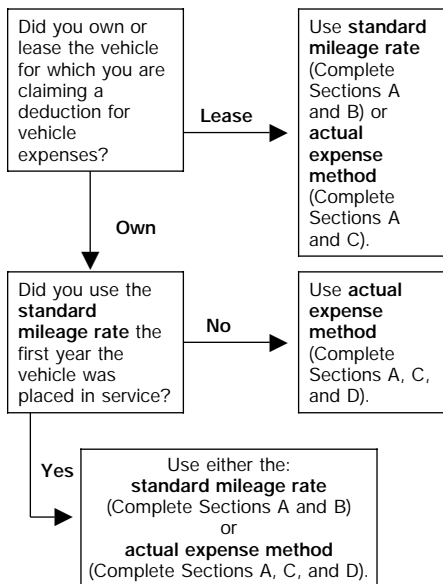 Did you own or
lease the vehicle
for which you are
claiming a
deduction for
vehicle
expenses?
Lease
Use standard
mileage rate
(Complete
Sections A
and B) or
actual
expense
method
(Complete
Sections A
and C).
Own
Did you use the
standard
mileage rate the
first year the
vehicle was
placed in service?
No
Use actual
expense
method
(Complete
Sections A, C,
and D).
Yes
Use either the:
standard mileage rate
(Complete Sections A and B)
or
actual expense method
(Complete Sections A, C, and D).